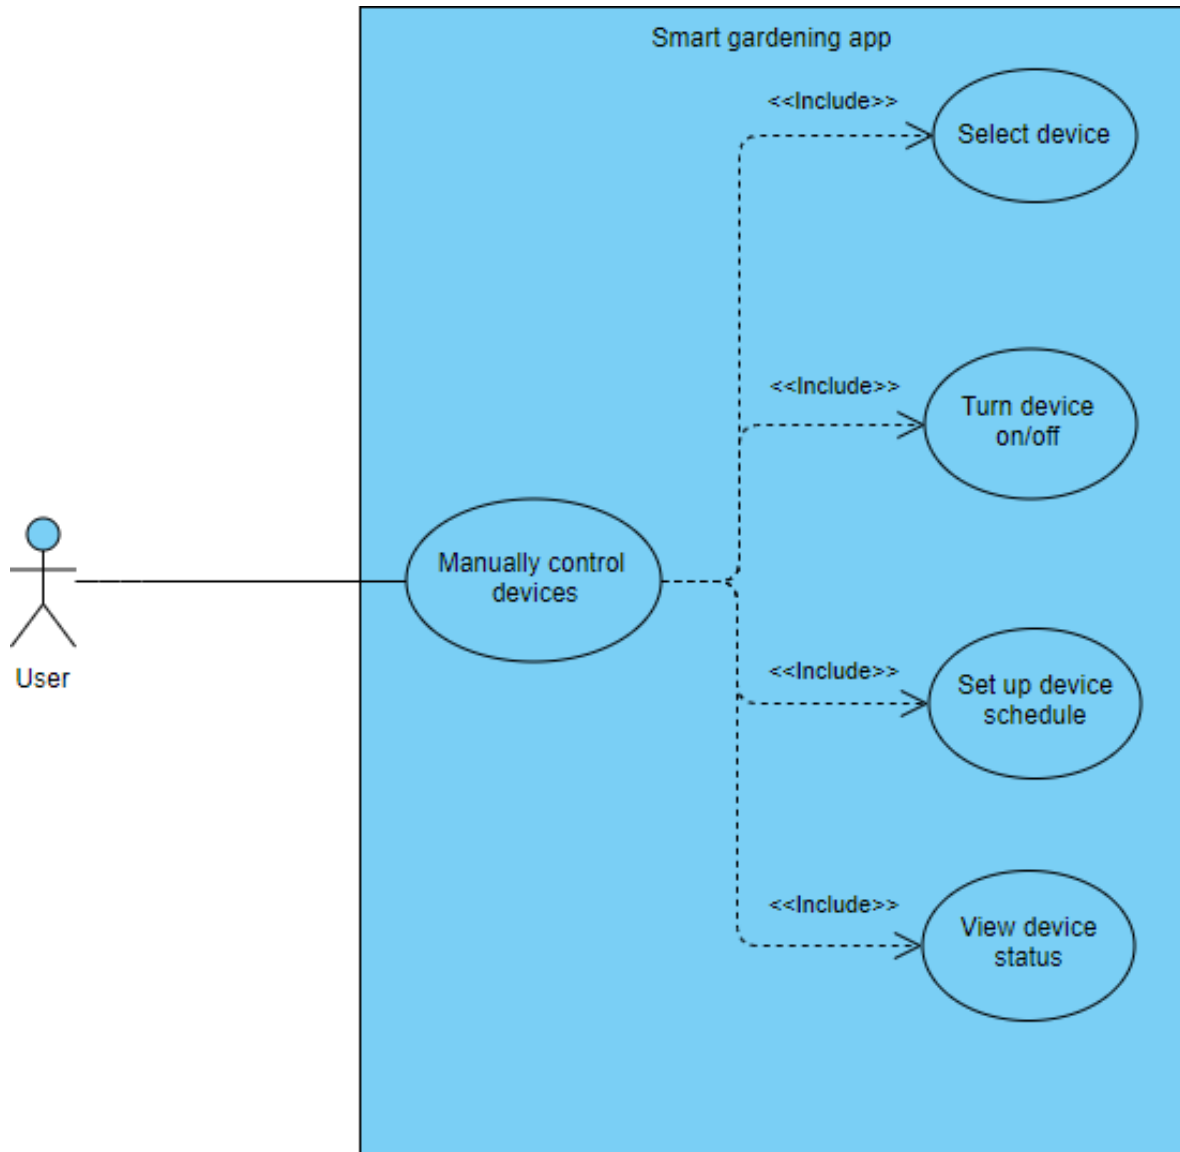 Smart gardening app
<<Include>>
Select device
<<Include>>
Turn device
on/off
Manually control
devices
User
<<Include>>
Set up device
schedule
<<Include>>
View device
status